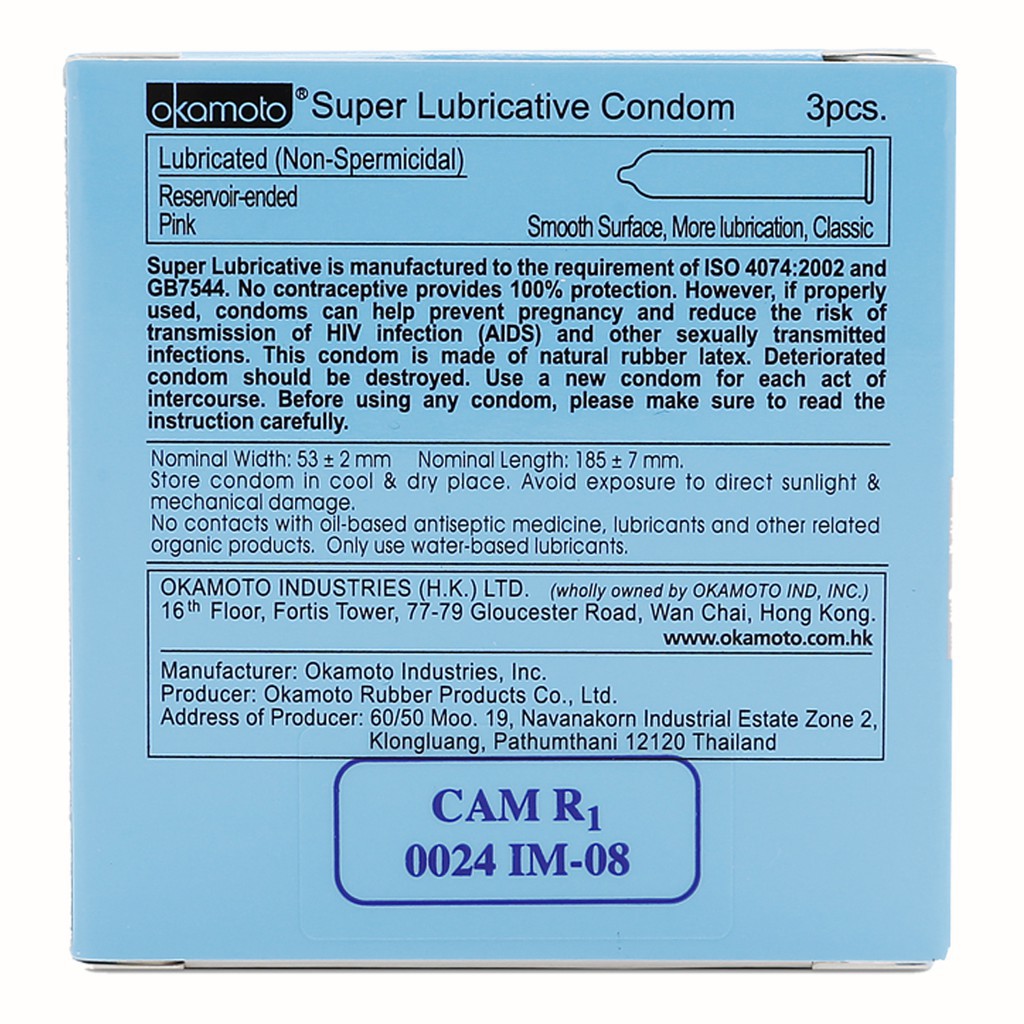 okamoto® Super Lubricative Condom 3pcs.
Lubricated (Non-Spermicidal)
Reservoir-ended
Pink Smooth Surface, More lubrication, Classic
Super Lubricative is manufactured to the requirement of ISO 4074:2002 and
GB7544. No contraceptive provides 100% protection. However, if properly
used, condoms can help prevent pregnancy and reduce the risk of
transmission of HIV infection (AIDS) and other sexually transmitted
infections. This condom is made of natural rubber latex. Deteriorated
condom should be destroyed. Use a new condom for each act of
intercourse. Before using any condom, please make sure to read the
instruction carefully.
Nominal Width: 53 ± 2 mm Nominal Length: 185 ± 7 mm.
Store condom in cool & dry place. Avoid exposure to direct sunlight &
mechanical damage.
No contacts with oil-based antiseptic medicine, lubricants and other related
organic products. Only use water-based lubricants.
OKAMOTO INDUSTRIES (H.K.) LTD. (wholly owned by OKAMOTO IND, INC.)
16th Floor, Fortis Tower, 77-79 Gloucester Road, Wan Chai, Hong Kong.
www.okamoto.com.hk
Manufacturer: Okamoto Industries, Inc.
Producer: Okamoto Rubber Products Co., Ltd.
Address of Producer: 60/50 Moo. 19, Navanakorn Industrial Estate Zone 2,
Klongluang, Pathumthani 12120 Thailand
CAM R1
0024 IM-08